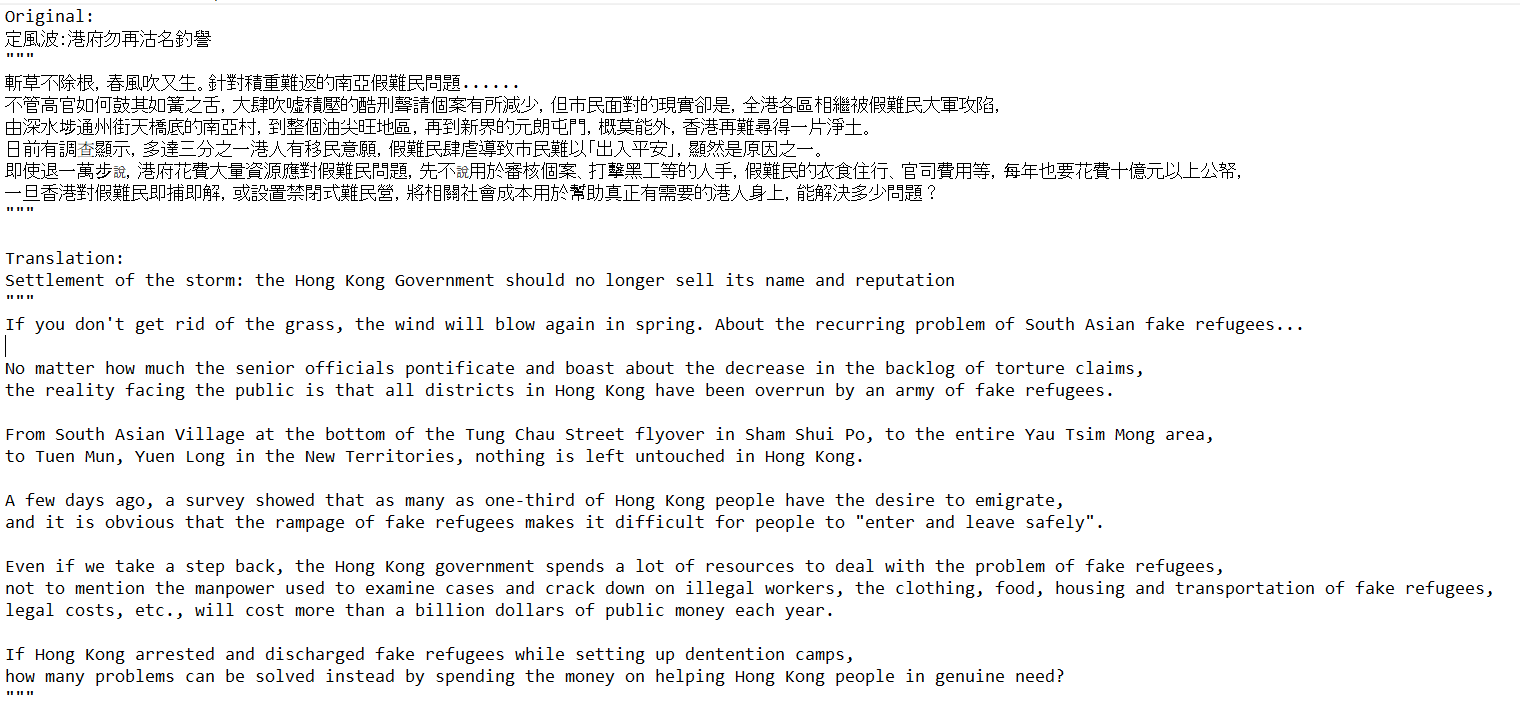 Original:
定風波:港府勿再沽名釣譽
"""
斬草不除根, 春風吹又生。針對積重難返的南亞假難民問題......
不管高官如何鼓其如簧之舌, 大肆吹噓積壓的酷刑聲請個案有所減少, 但市民面對的現實卻是, 全港各區相繼被假難民大軍攻陷,
由深水埗通州街天橋底的南亞村, 到整個油尖旺地區, 再到新界的元朗屯門, 概莫能外, 香港再難尋得一片淨土。
日前有調查顯示, 多達三分之一港人有移民意願, 假難民肆虐導致市民難以「出入平安」, 顯然是原因之一。
即使退一萬步說, 港府花費大量資源應對假難民問題, 先不說用於審核個案、打擊黑工等的人手, 假難民的衣食住行、官司費用等, 每年也要花費十億元以上公帑,
一旦香港對假難民即捕即解, 或設置禁閉式難民營, 將相關社會成本用於幫助真正有需要的港人身上, 能解決多少問題?
"""
Translation:
Settlement of the storm: the Hong Kong Government should no longer sell its name and reputation
"""
If you don't get rid of the grass, the wind will blow again in spring. About the recurring problem of South Asian fake refugees...
No matter how much the senior officials pontificate and boast about the decrease in the backlog of torture claims,
the reality facing the public is that all districts in Hong Kong have been overrun by an army of fake refugees.
From South Asian Village at the bottom of the Tung Chau Street flyover in Sham Shui Po, to the entire Yau Tsim Mong area,
to Tuen Mun, Yuen Long in the New Territories, nothing is left untouched in Hong Kong.
A few days ago, a survey showed that as many as one-third of Hong Kong people have the desire to emigrate,
and it is obvious that the rampage of fake refugees makes it difficult for people to "enter and leave safely".
Even if we take a step back, the Hong Kong government spends a lot of resources to deal with the problem of fake refugees,
not to mention the manpower used to examine cases and crack down on illegal workers, the clothing, food, housing and transportation of fake refugees,
legal costs, etc., will cost more than a billion dollars of public money each year.
If Hong Kong arrested and discharged fake refugees while setting up dentention camps,
how many problems can be solved instead by spending the money on helping Hong Kong people in genuine need?
"""